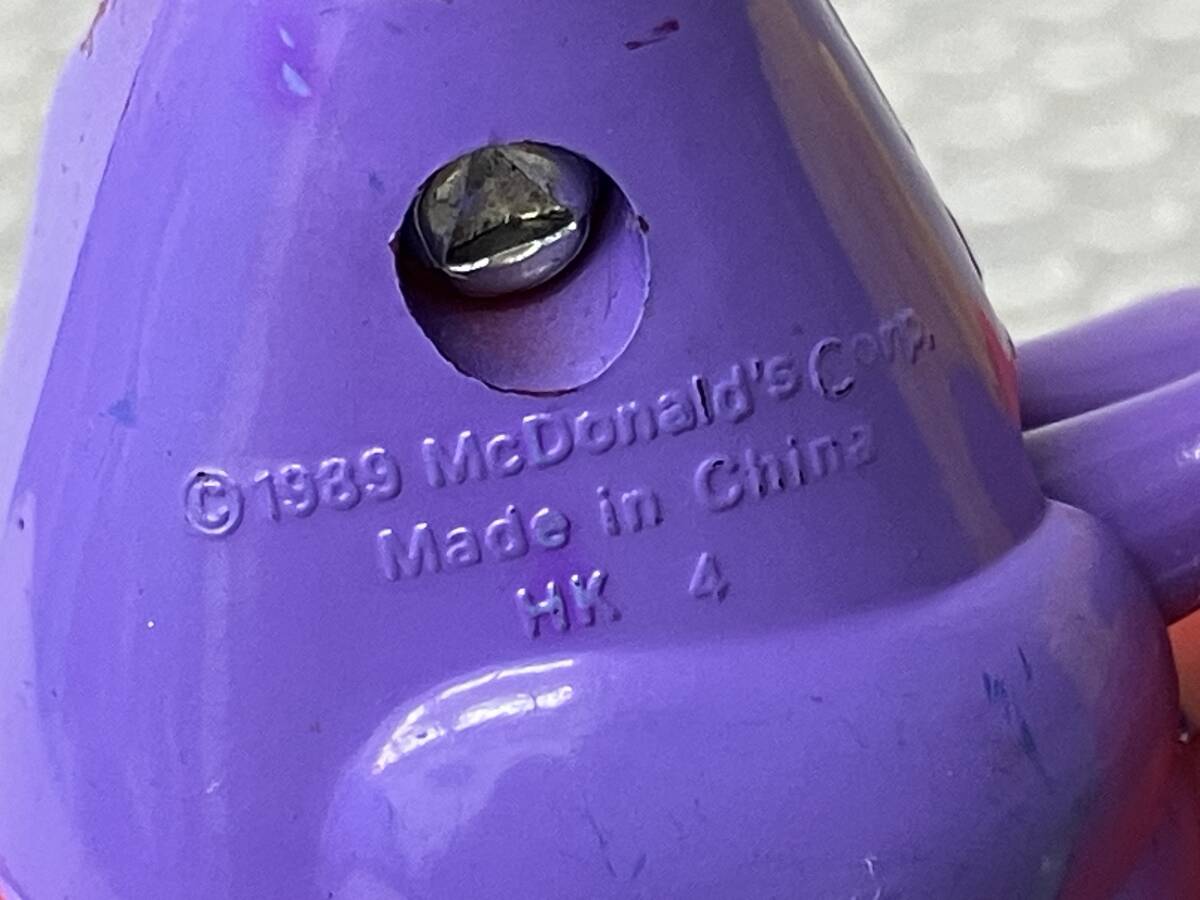 ©1989 McDonald's Corp.
Made in China
HK 4